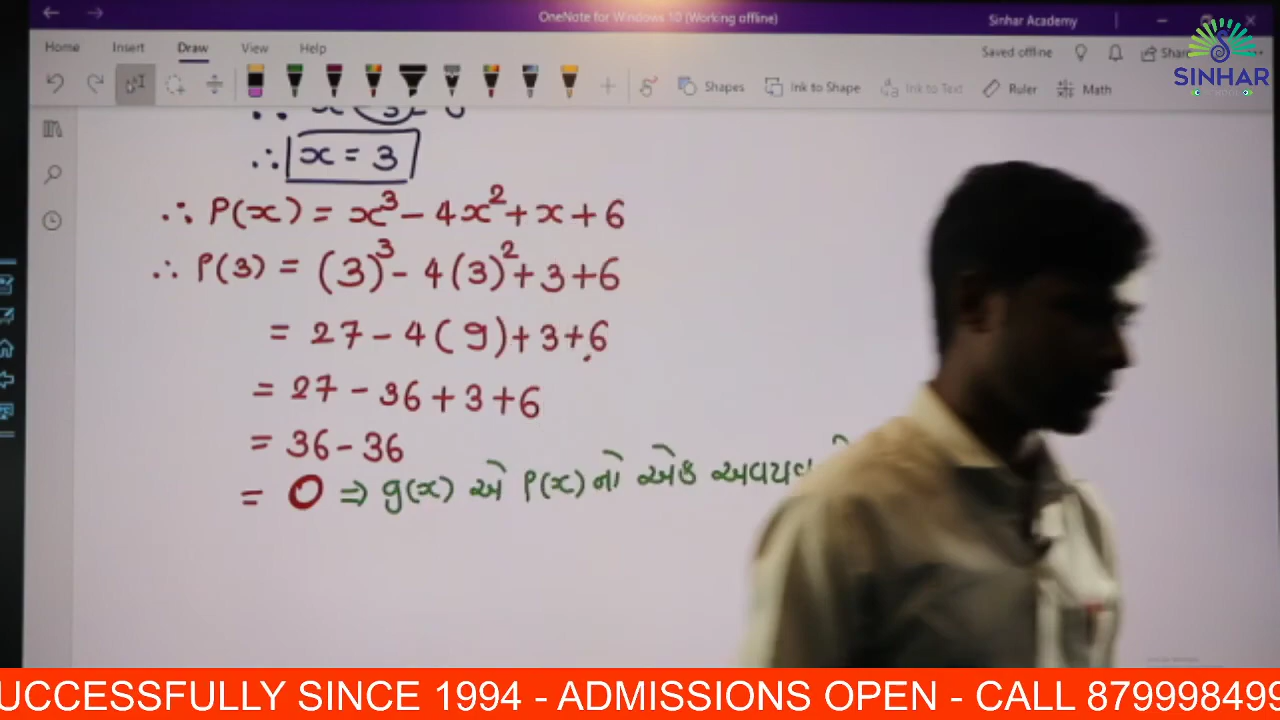 OneNote for Windows 10 (Working offline)
Sinhar Academy
Home Insert Draw View Help
Saved offline
Share
SINHAR
Shapes
Ink to Shape
Ink to Text
Ruler
Math
∴ x = 3
∴ P(x) = x³ - 4x² + x + 6
∴ P(3) = (3)³ - 4(3)² + 3 + 6
= 27 - 4(9) + 3 + 6
= 27 - 36 + 3 + 6
= 36 - 36
= 0 ⇒ g(x) એ P(x) નો એક અવયવ
UCCESSFULLY SINCE 1994 - ADMISSIONS OPEN - CALL 879998499